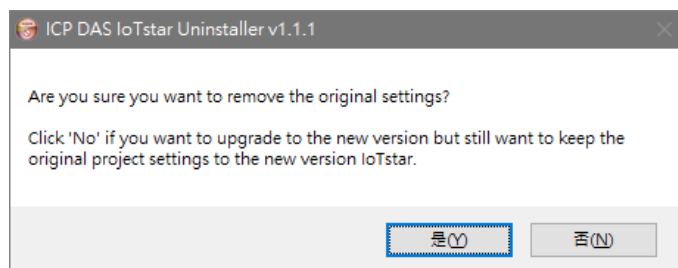 ICP DAS IoTstar Uninstaller v1.1.1
Are you sure you want to remove the original settings?
Click 'No' if you want to upgrade to the new version but still want to keep the
original project settings to the new version IoTstar.
是(Y)
否(N)